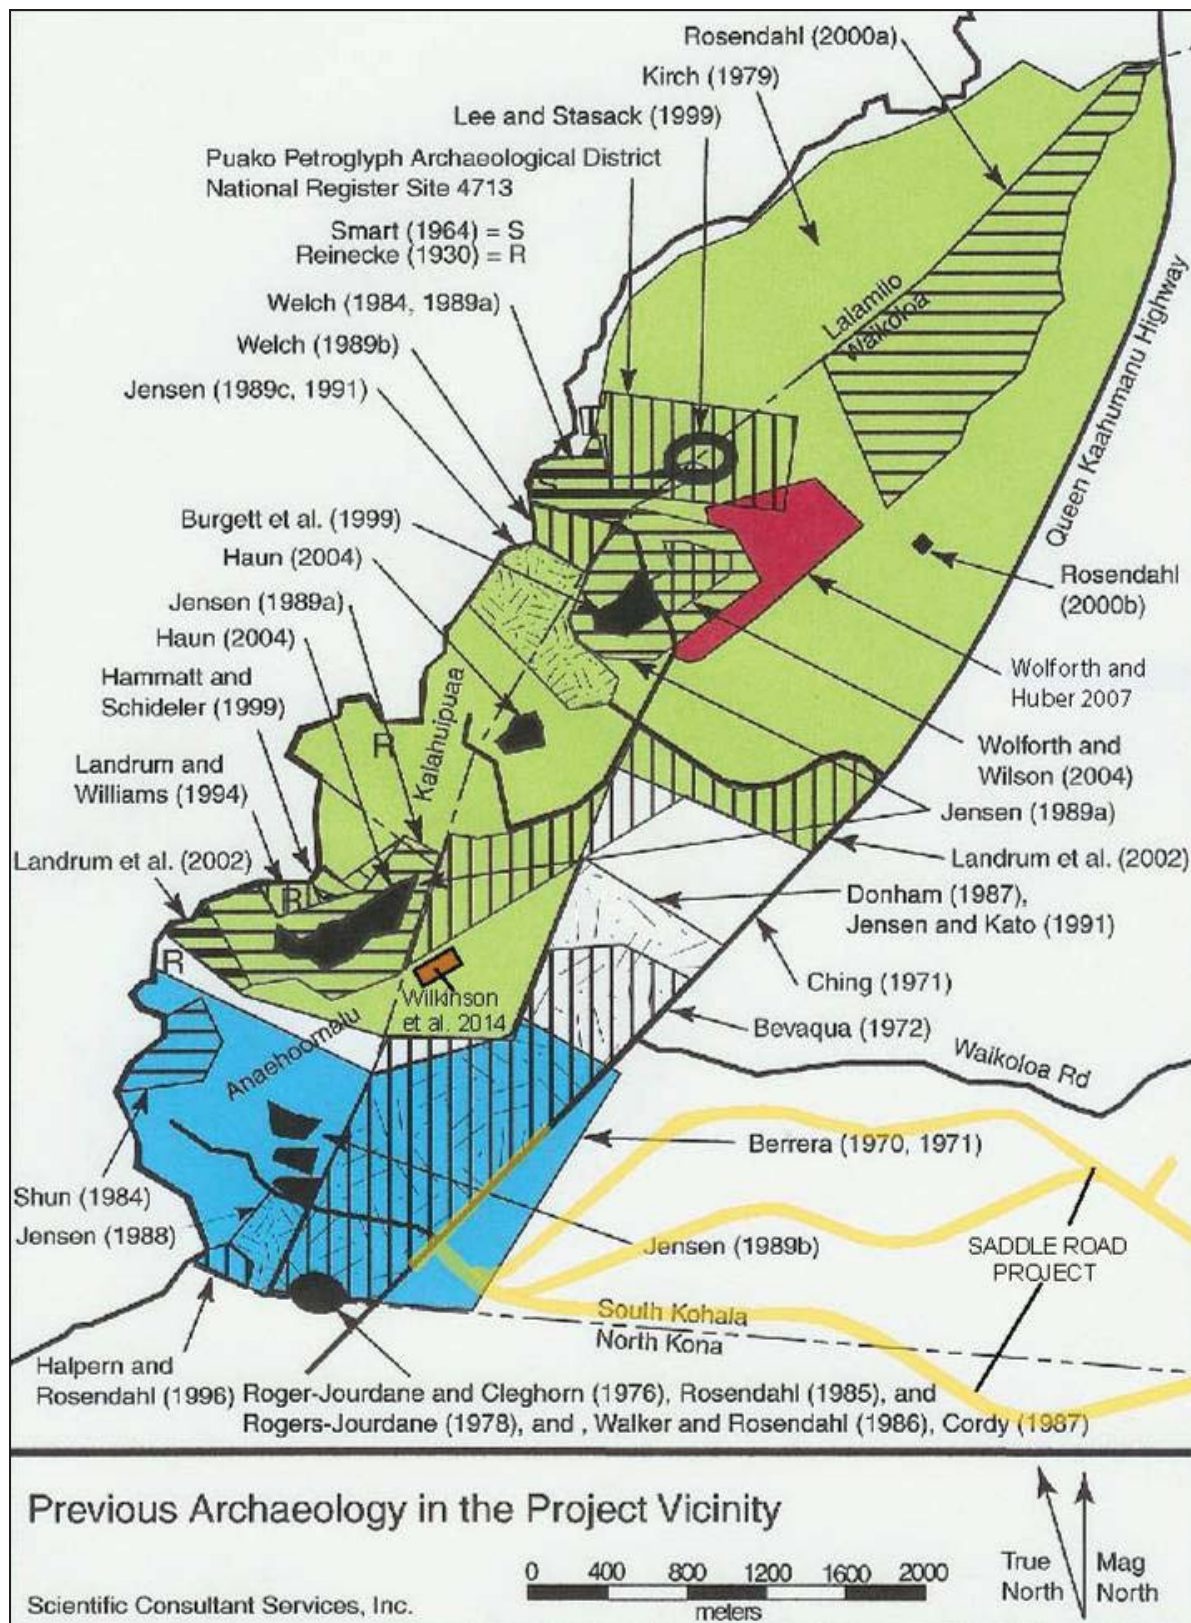 Rosendahl (2000a)
Kirch (1979)
Lee and Stasack (1999)
Puako Petroglyph Archaeological District
National Register Site 4713
Smart (1964) = S
Reinecke (1930) = R
Welch (1984, 1989a)
Welch (1989b)
Jensen (1989c, 1991)
Lalamilo
Waikoloa
Queen Kaahumanu Highway
Burgett et al. (1999)
Haun (2004)
Rosendahl
(2000b)
Jensen (1989a)
Haun (2004)
Wolforth and
Huber 2007
Hammatt and
Schideler (1999)
R
Kalahuipuaa
Wolforth and
Wilson (2004)
Landrum and
Williams (1994)
Jensen (1989a)
Landrum et al. (2002)
Landrum et al. (2002)
R
Donham (1987),
Jensen and Kato (1991)
R
Ching (1971)
Wilkinson
et al. 2014
Bevaqua (1972)
Anaehoomalu
Waikoloa Rd
Berrera (1970, 1971)
Shun (1984)
Jensen (1988)
Jensen (1989b)
SADDLE ROAD
PROJECT
South Kohala
North Kona
Halpern and
Rosendahl (1996)
Roger-Jourdane and Cleghorn (1976), Rosendahl (1985), and
Rogers-Jourdane (1978), and , Walker and Rosendahl (1986), Cordy (1987)
Previous Archaeology in the Project Vicinity
0 400 800 1200 1600 2000
meters
True
North
Mag
North
Scientific Consultant Services, Inc.